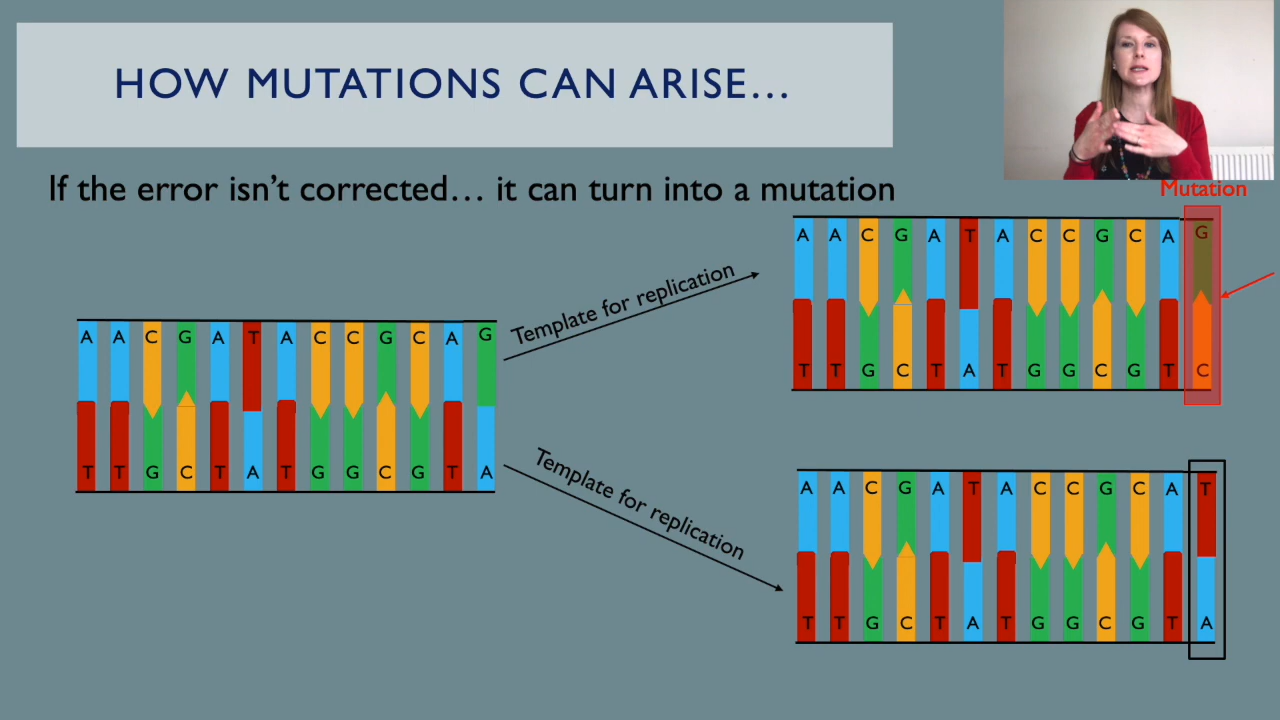 HOW MUTATIONS CAN ARISE…
If the error isn't corrected… it can turn into a mutation
Mutation
A A C G A T A C C G C A G
T T G C T A T G G C G T C
Template for replication
A A C G A T A C C G C A G
T T G C T A T G G C G T A
Template for replication
A A C G A T A C C G C A T
T T G C T A T G G C G T A